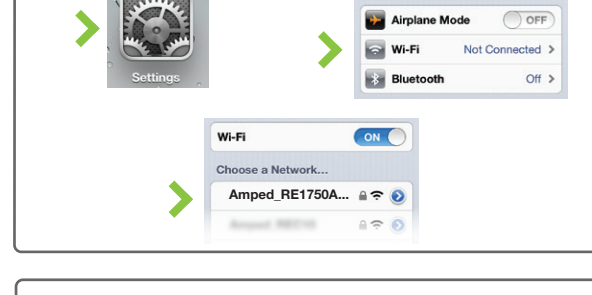 Settings
Airplane Mode OFF
Wi-Fi Not Connected
Bluetooth Off
Wi-Fi ON
Choose a Network...
Amped_RE1750A...